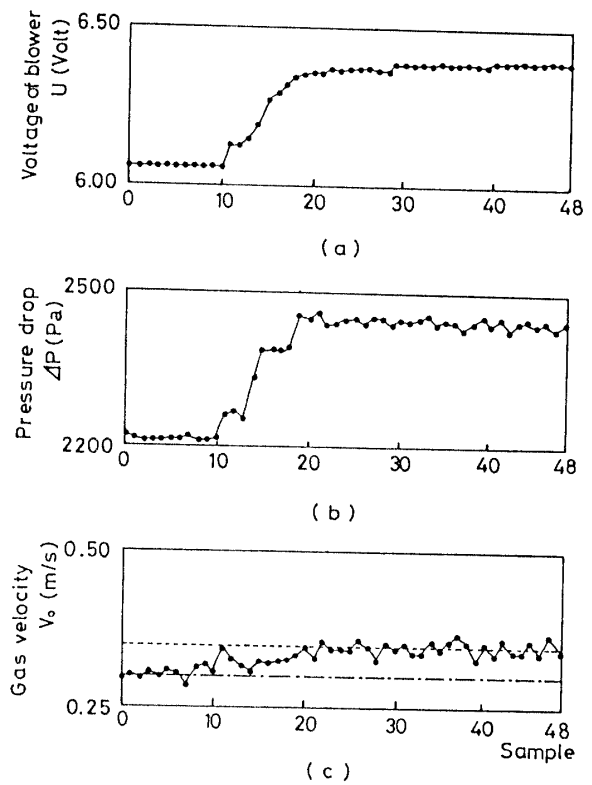 Voltage of blower
U (Volt)
6.50
6.00
0 10 20 30 40 48
(a)
Pressure drop
ΔP (Pa)
2500
2200
0 10 20 30 40 48
(b)
Gas velocity
V₀ (m/s)
0.50
0.25
0 10 20 30 40 48
Sample
(c)